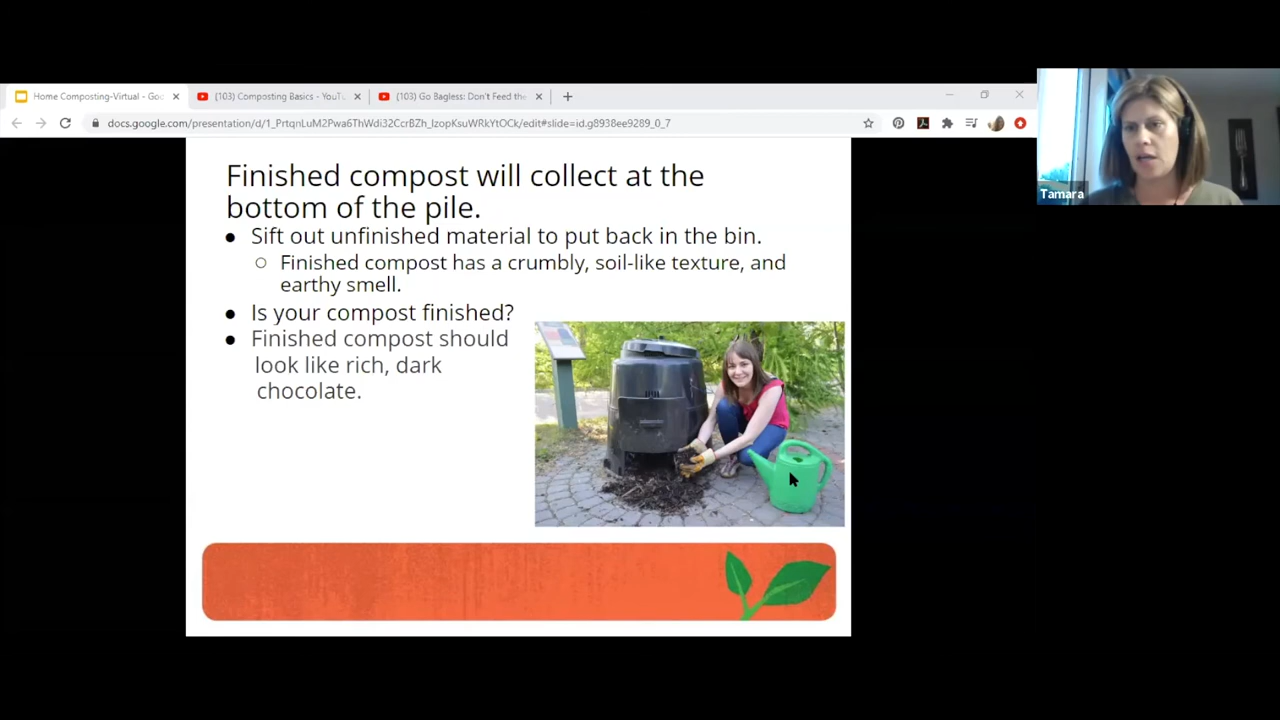 Home Composting-Virtual - Goo
(103) Composting Basics - YouTu
(103) Go Bagless: Don't Feed the
docs.google.com/presentation/d/1_PrtqnLuM2Pwa6ThWdi32CcrBZh_IzopKsuWRkYtOCk/edit#slide=id.g8938ee9289_0_7
Tamara
Finished compost will collect at the
bottom of the pile.
● Sift out unfinished material to put back in the bin.
○ Finished compost has a crumbly, soil-like texture, and
earthy smell.
● Is your compost finished?
● Finished compost should
look like rich, dark
chocolate.